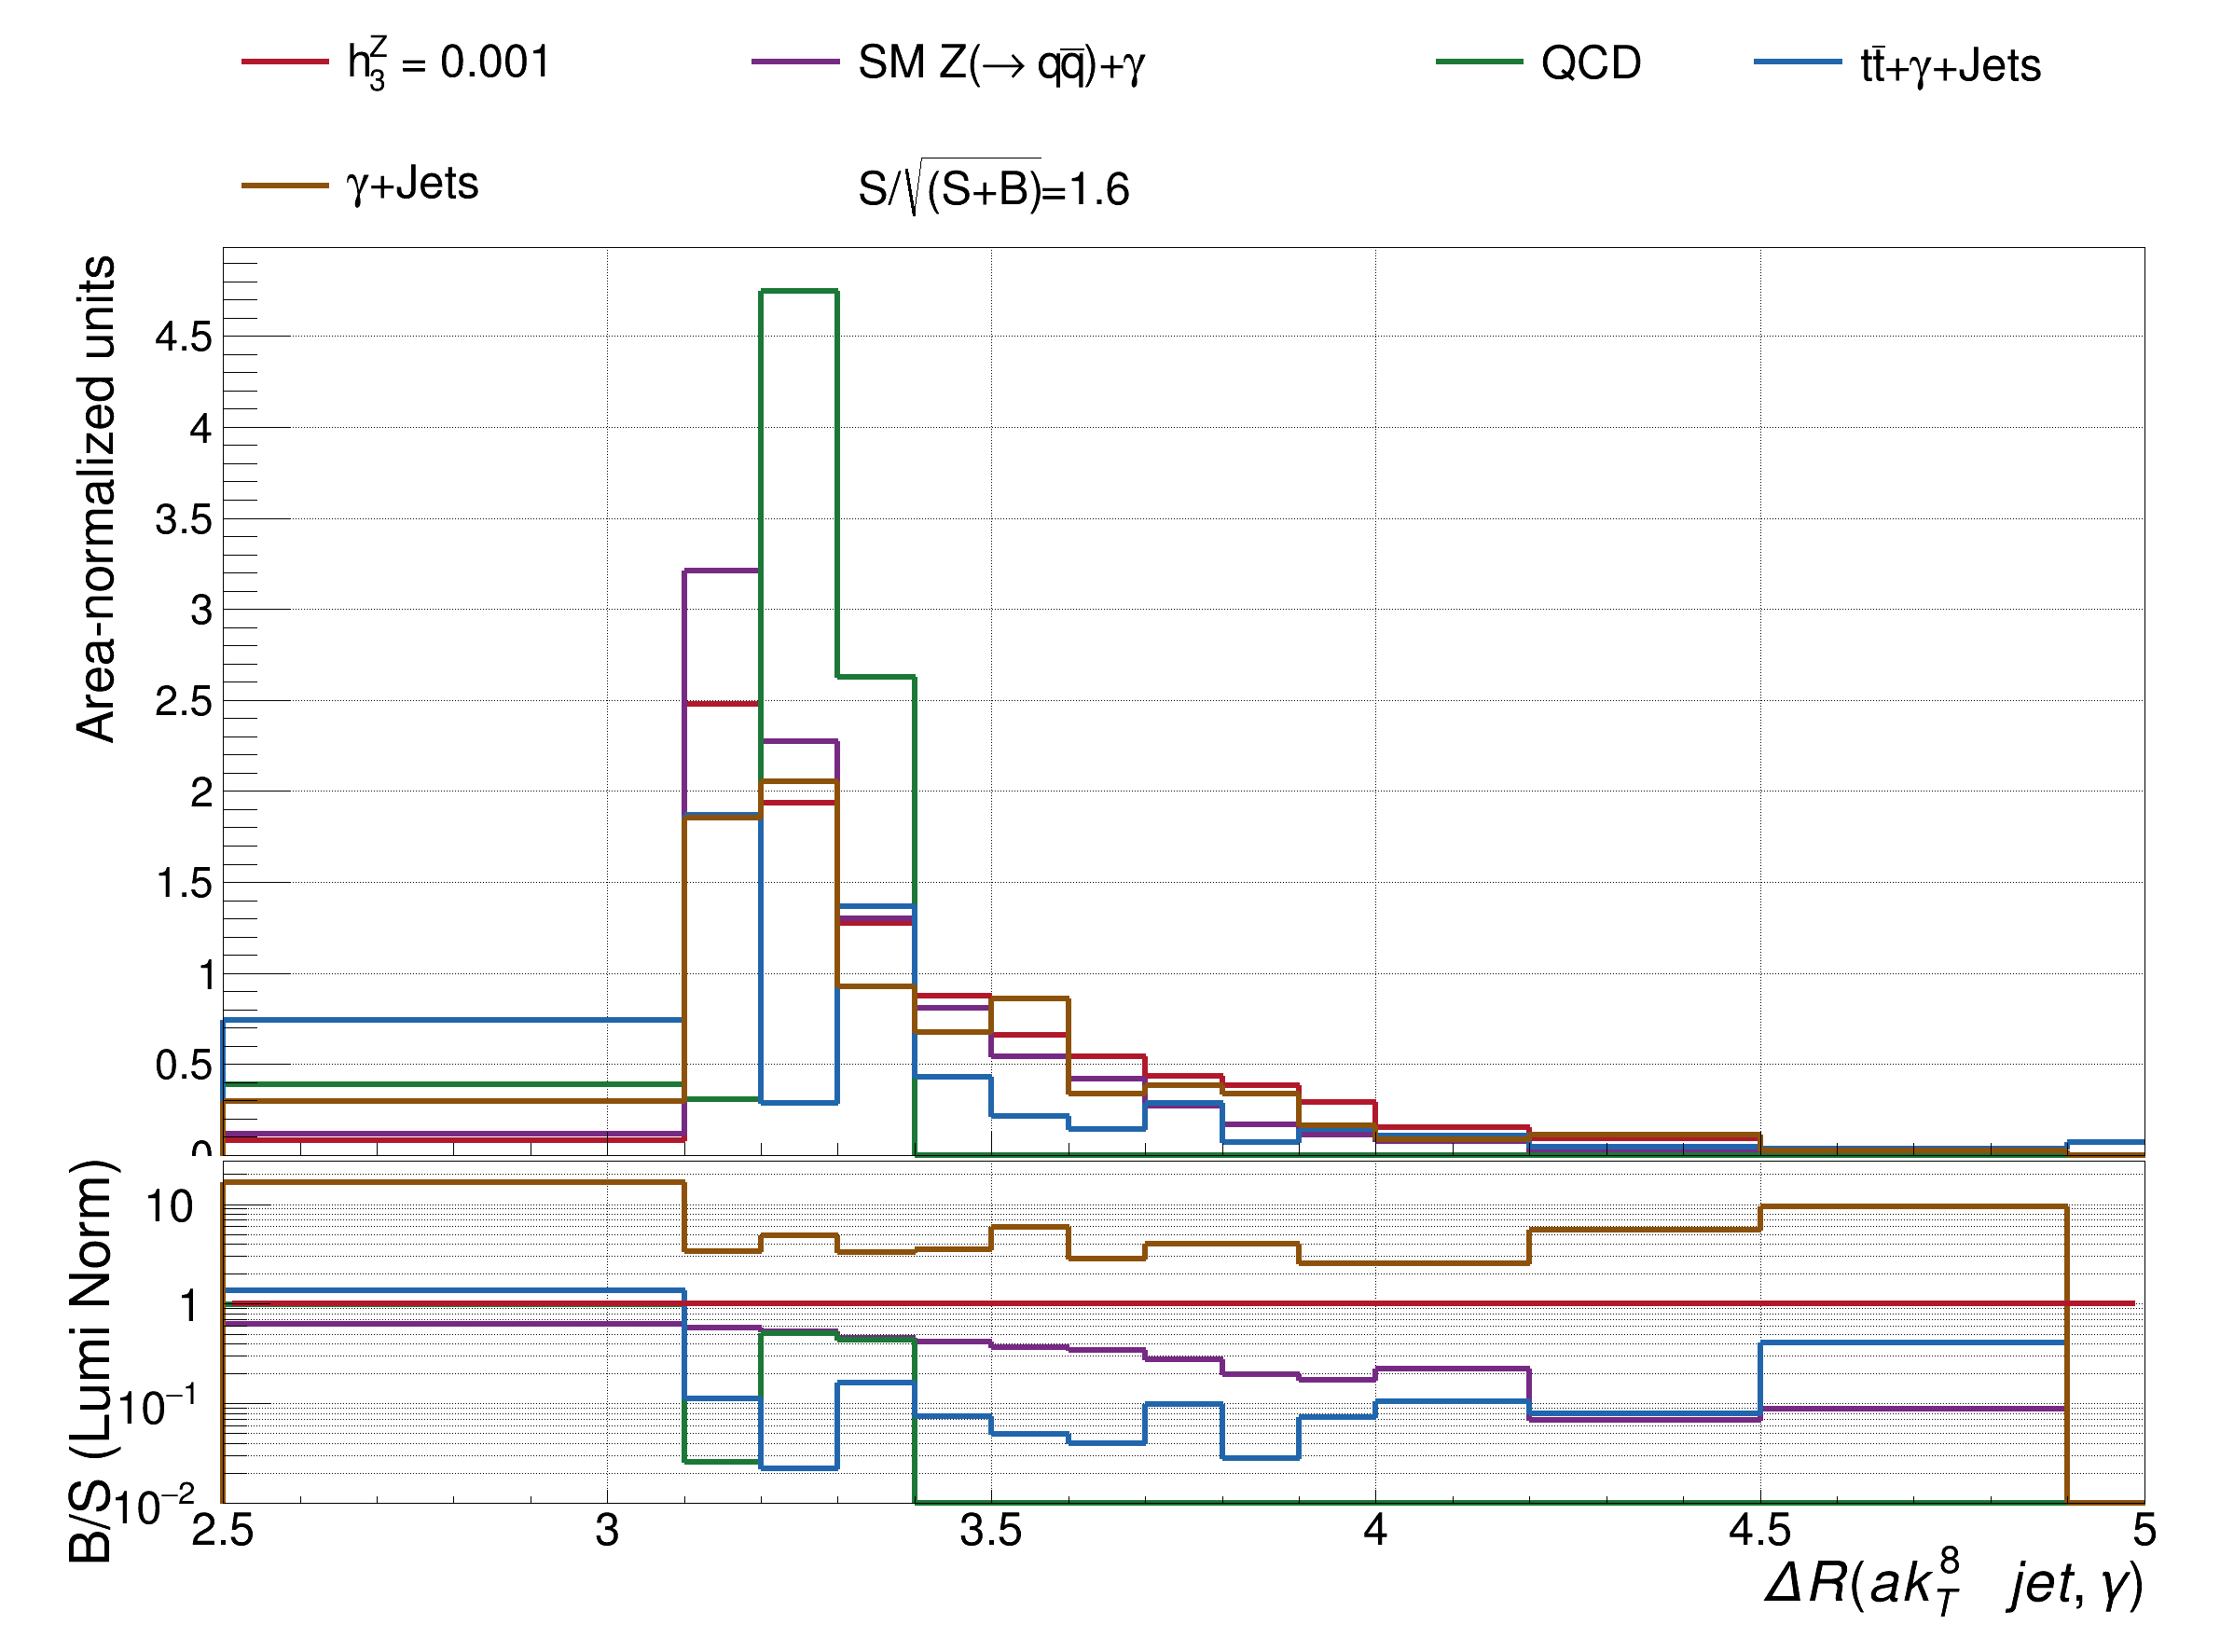 h₃ᶻ = 0.001 SM Z(→ qq̅)+γ QCD tt̅+γ+Jets
γ+Jets S/√(S+B)=1.6
Area-normalized units
4.5
4
3.5
3
2.5
2
1.5
1
0.5
0
B/S (Lumi Norm)
10
1
10⁻¹
10⁻²
2.5 3 3.5 4 4.5 5
ΔR(ak_T^8 jet, γ)